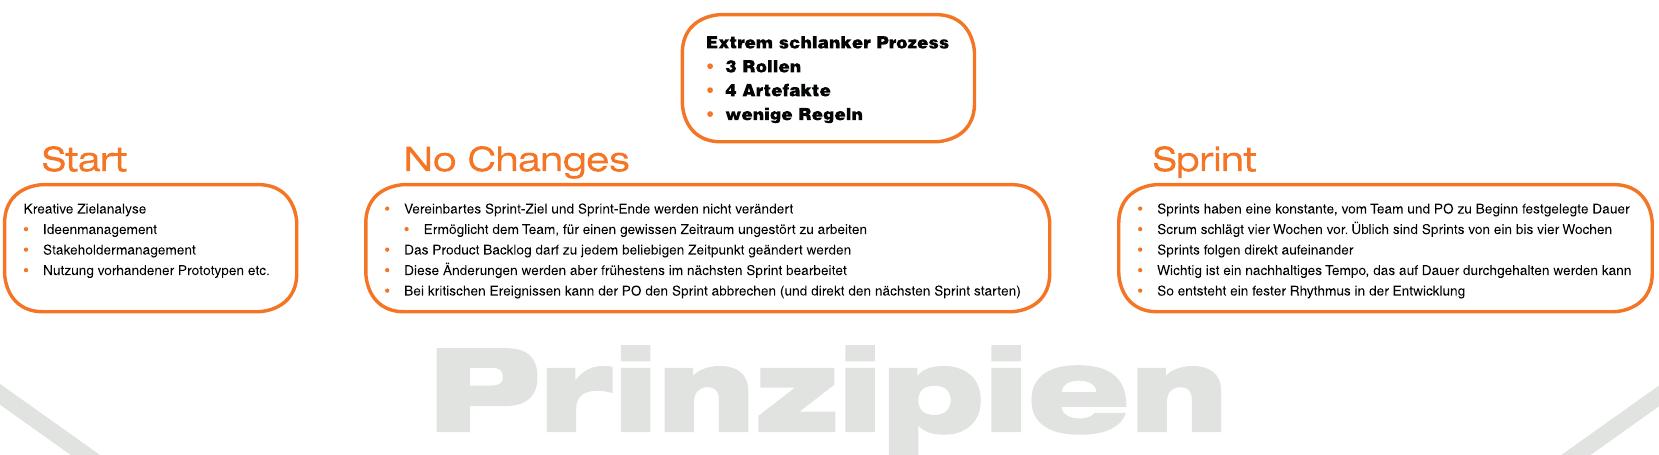 Extrem schlanker Prozess
• 3 Rollen
• 4 Artefakte
• wenige Regeln
Start
Kreative Zielanalyse
• Ideenmanagement
• Stakeholdermanagement
• Nutzung vorhandener Prototypen etc.
No Changes
• Vereinbartes Sprint-Ziel und Sprint-Ende werden nicht verändert
• Ermöglicht dem Team, für einen gewissen Zeitraum ungestört zu arbeiten
• Das Product Backlog darf zu jedem beliebigen Zeitpunkt geändert werden
• Diese Änderungen werden aber frühestens im nächsten Sprint bearbeitet
• Bei kritischen Ereignissen kann der PO den Sprint abbrechen (und direkt den nächsten Sprint starten)
Sprint
• Sprints haben eine konstante, vom Team und PO zu Beginn festgelegte Dauer
• Scrum schlägt vier Wochen vor. Üblich sind Sprints von ein bis vier Wochen
• Sprints folgen direkt aufeinander
• Wichtig ist ein nachhaltiges Tempo, das auf Dauer durchgehalten werden kann
• So entsteht ein fester Rhythmus in der Entwicklung
Prinzipien